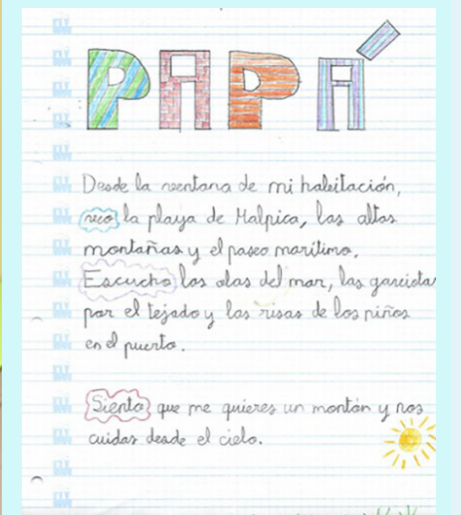 PAPÁ
Desde la ventana de mi habitación,
veo la playa de Malpica, las altas
montañas y el paseo marítimo.
Escucho las olas del mar, las gaviotas
por el tejado y las risas de los niños
en el puerto.
Siento que me quieres un montón y nos
cuidas desde el cielo.